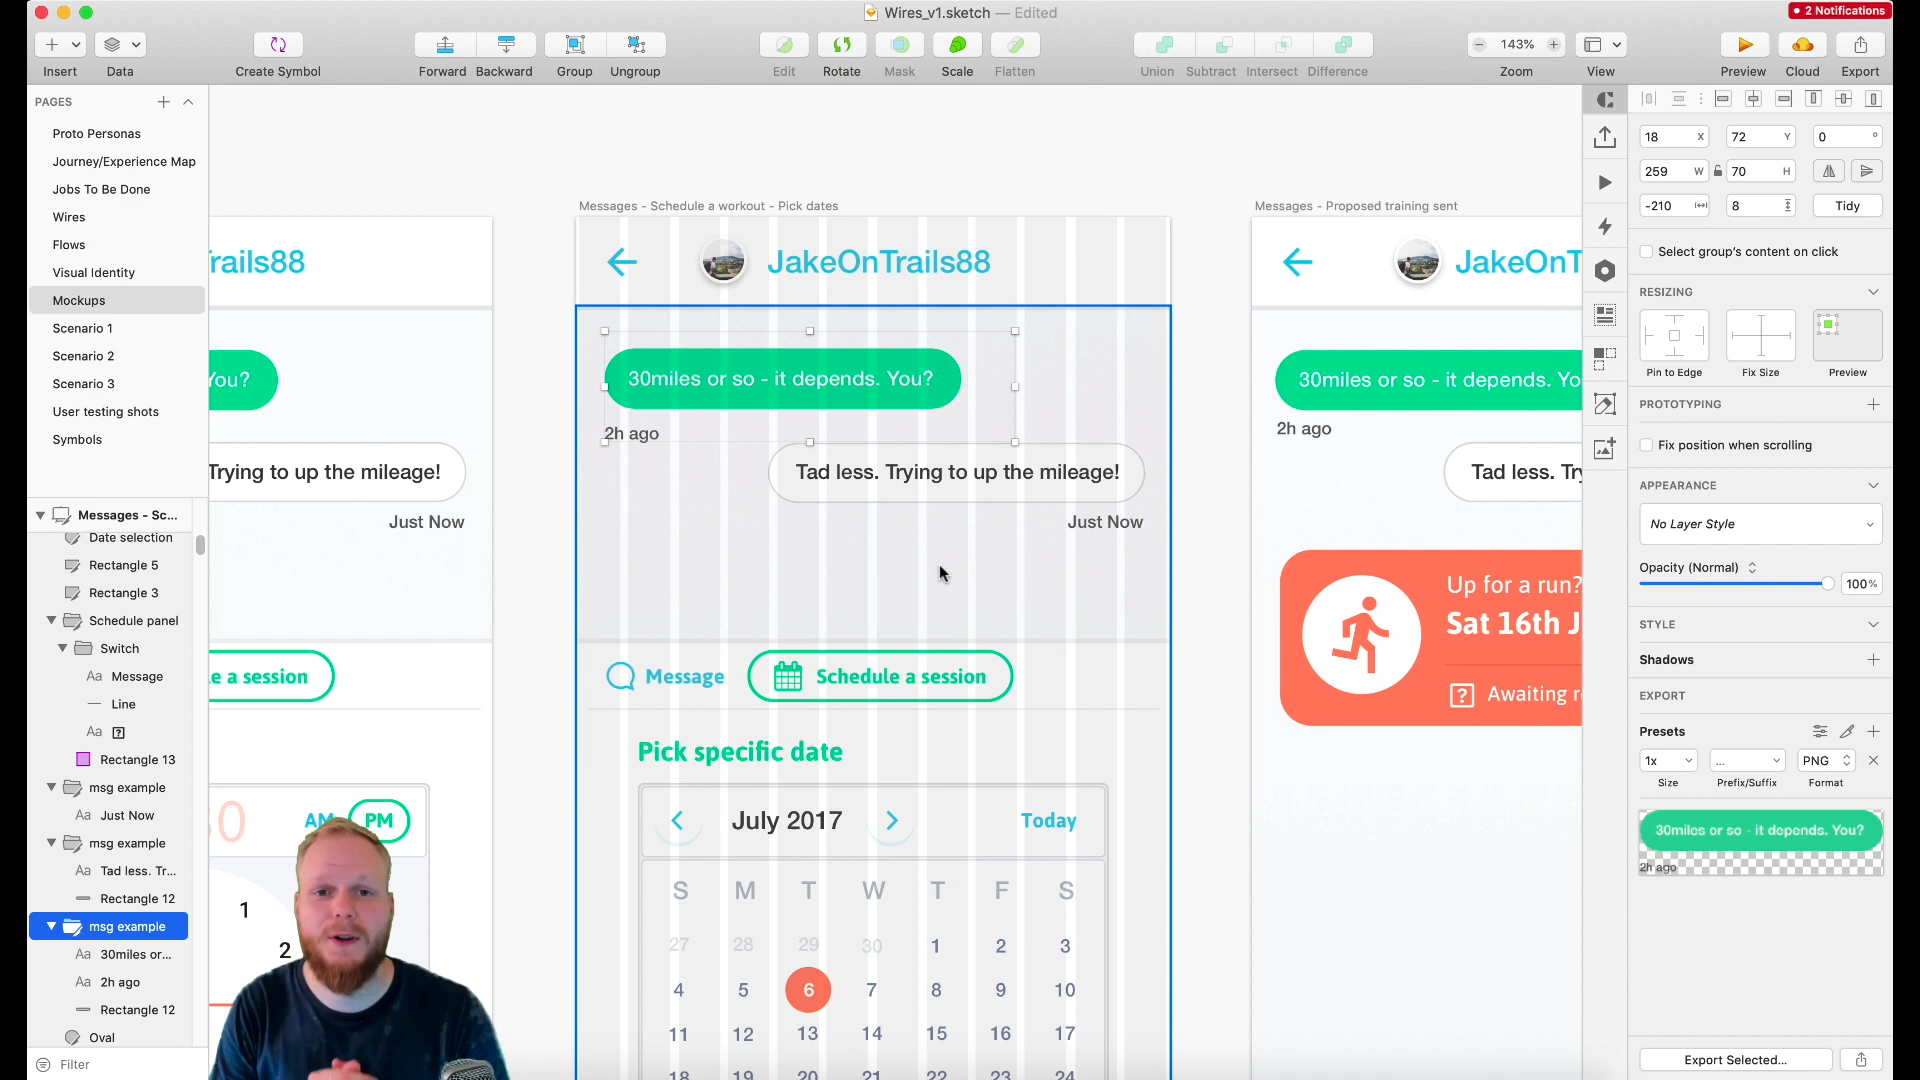 Wires_v1.sketch — Edited
2 Notifications
Insert
Data
Create Symbol
Forward
Backward
Group
Ungroup
Edit
Rotate
Mask
Scale
Flatten
Union
Subtract
Intersect
Difference
143%
Zoom
View
Preview
Cloud
Export
PAGES
Proto Personas
Journey/Experience Map
Jobs To Be Done
Wires
Flows
Visual Identity
Mockups
Scenario 1
Scenario 2
Scenario 3
User testing shots
Symbols
Messages - Sc...
Date selection
Rectangle 5
Rectangle 3
Schedule panel
Switch
Aa Message
Line
Aa ?
Rectangle 13
msg example
Aa Just Now
msg example
Aa Tad less. Tr...
Rectangle 12
msg example
Aa 30miles or...
Aa 2h ago
Rectangle 12
Oval
Filter
rails88
You?
Trying to up the mileage!
Just Now
e a session
AM
PM
1
2
Messages - Schedule a workout - Pick dates
JakeOnTrails88
30miles or so - it depends. You?
2h ago
Tad less. Trying to up the mileage!
Just Now
Message
Schedule a session
Pick specific date
July 2017
Today
S M T W T F S
27 28 29 30 1 2 3
4 5 6 7 8 9 10
11 12 13 14 15 16 17
18 19 20 21 22 23 24
Messages - Proposed training sent
JakeOnT
30miles or so - it depends. Yo
2h ago
Tad less. Try
Up for a run?
Sat 16th J
? Awaiting r
18 X
72 Y
0 °
259 W
70 H
-210
8
Tidy
Select group's content on click
RESIZING
Pin to Edge
Fix Size
Preview
PROTOTYPING
Fix position when scrolling
APPEARANCE
No Layer Style
Opacity (Normal)
100%
STYLE
Shadows
EXPORT
Presets
1x
...
PNG
Size
Prefix/Suffix
Format
30miles or so - it depends. You?
2h ago
Export Selected...